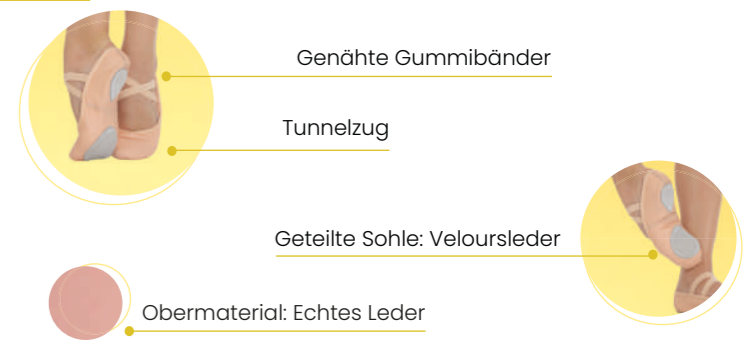 Genähte Gummibänder
Tunnelzug
Geteilte Sohle: Veloursleder
Obermaterial: Echtes Leder